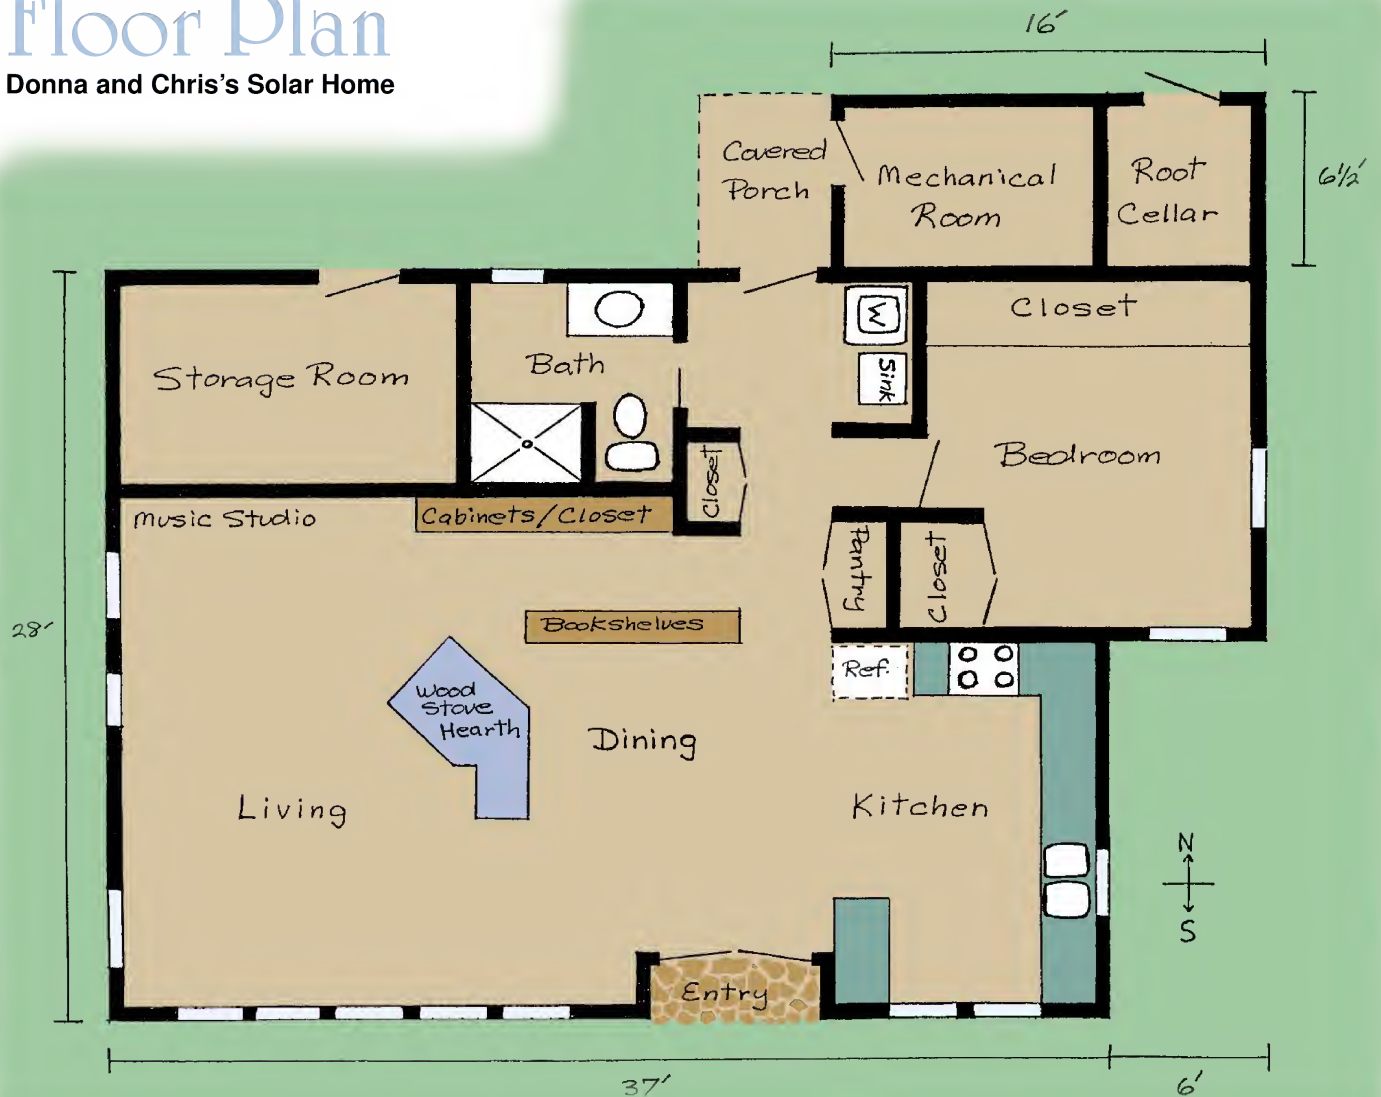 Floor Plan
Donna and Chris's Solar Home
16'
6½'
Covered
Porch
Mechanical
Room
Root
Cellar
Storage Room
Bath
W
Sink
Closet
Bedroom
Closet
Music Studio
Cabinets/Closet
Pantry
Closet
28'
Bookshelves
Wood
Stove
Hearth
Ref.
Dining
Living
Kitchen
N
S
Entry
37'
6'